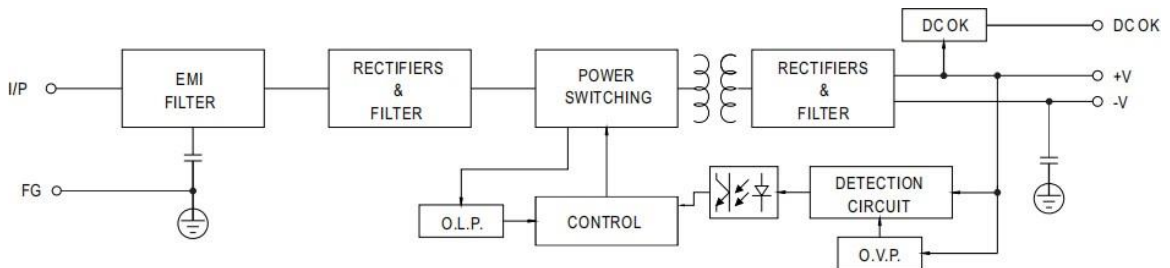 DC OK
DC OK
I/P
EMI
FILTER
RECTIFIERS
&
FILTER
POWER
SWITCHING
RECTIFIERS
&
FILTER
+V
-V
FG
O.L.P.
CONTROL
DETECTION
CIRCUIT
O.V.P.